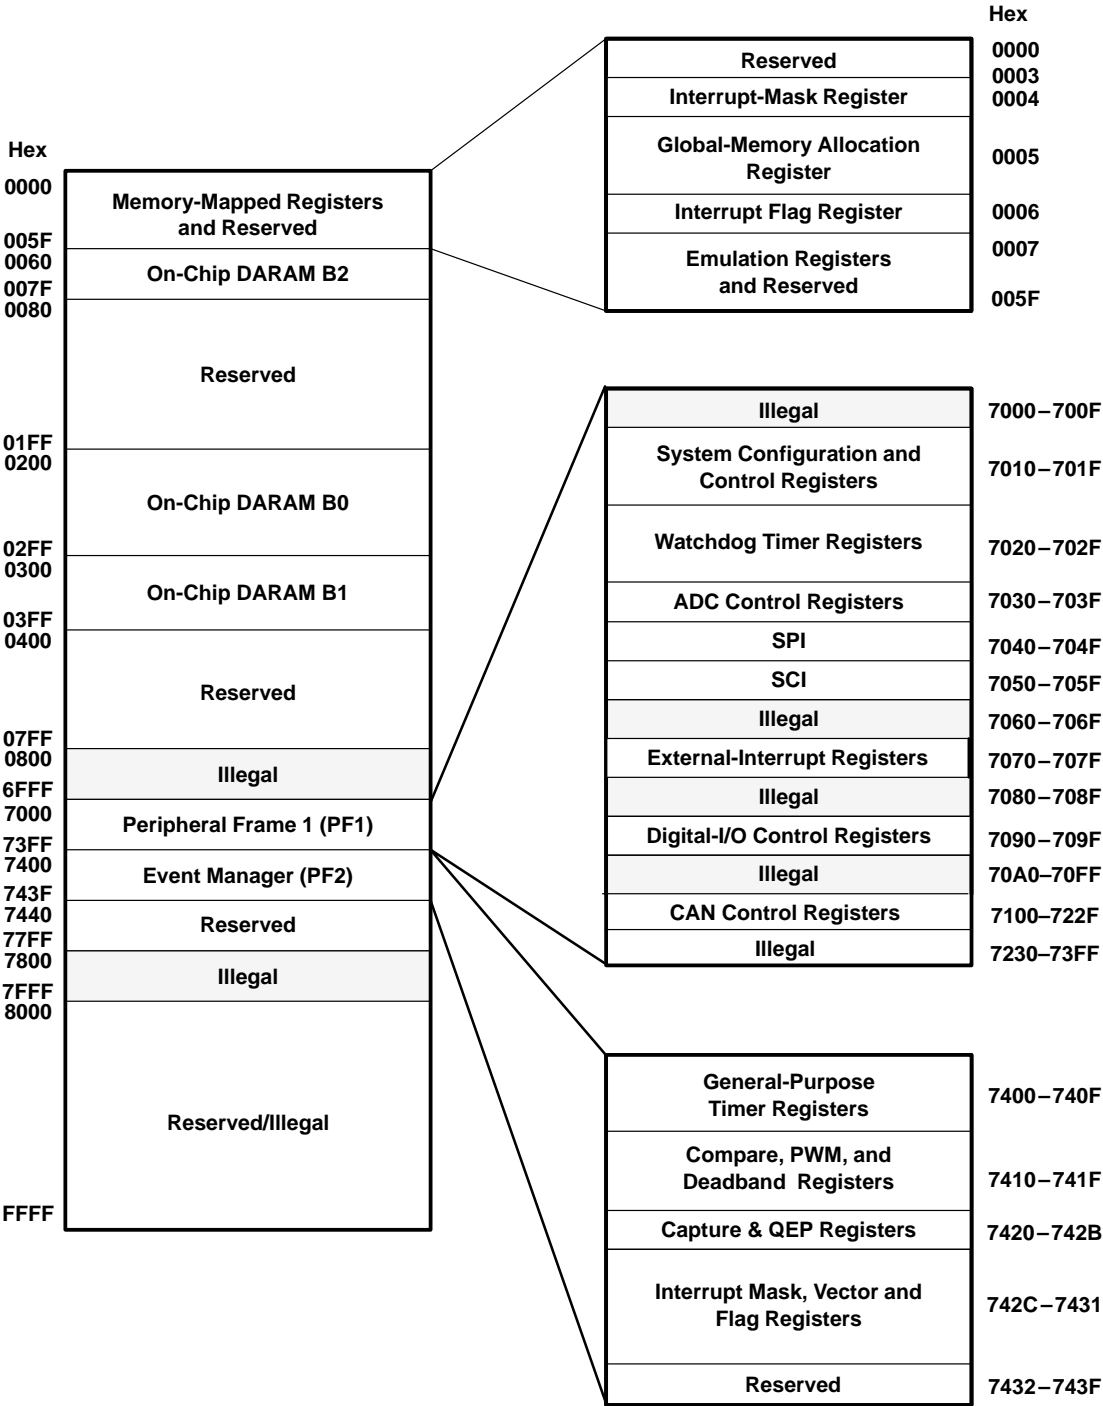 Hex
0000
Reserved
0003
Interrupt-Mask Register
0004
Global-Memory Allocation
Register
0005
Interrupt Flag Register
0006
Emulation Registers
and Reserved
0007
005F
Hex
0000
Memory-Mapped Registers
and Reserved
005F
0060
On-Chip DARAM B2
007F
0080
Reserved
01FF
0200
On-Chip DARAM B0
02FF
0300
On-Chip DARAM B1
03FF
0400
Reserved
07FF
0800
Illegal
6FFF
7000
Peripheral Frame 1 (PF1)
73FF
7400
Event Manager (PF2)
743F
7440
Reserved
77FF
7800
Illegal
7FFF
8000
Reserved/Illegal
FFFF
Illegal
7000–700F
System Configuration and
Control Registers
7010–701F
Watchdog Timer Registers
7020–702F
ADC Control Registers
7030–703F
SPI
7040–704F
SCI
7050–705F
Illegal
7060–706F
External-Interrupt Registers
7070–707F
Illegal
7080–708F
Digital-I/O Control Registers
7090–709F
Illegal
70A0–70FF
CAN Control Registers
7100–722F
Illegal
7230–73FF
General-Purpose
Timer Registers
7400–740F
Compare, PWM, and
Deadband Registers
7410–741F
Capture & QEP Registers
7420–742B
Interrupt Mask, Vector and
Flag Registers
742C–7431
Reserved
7432–743F